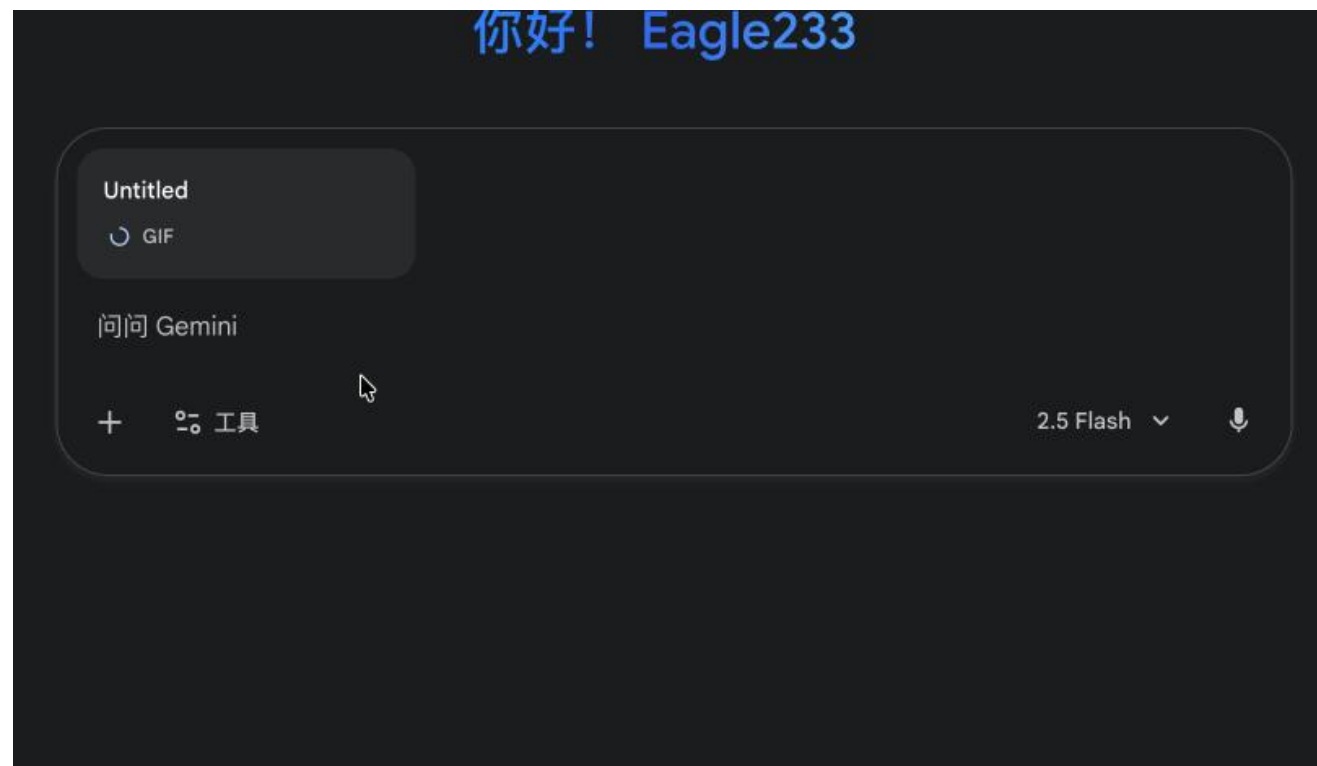 你好！ Eagle233
Untitled
GIF
问问 Gemini
工具
2.5 Flash